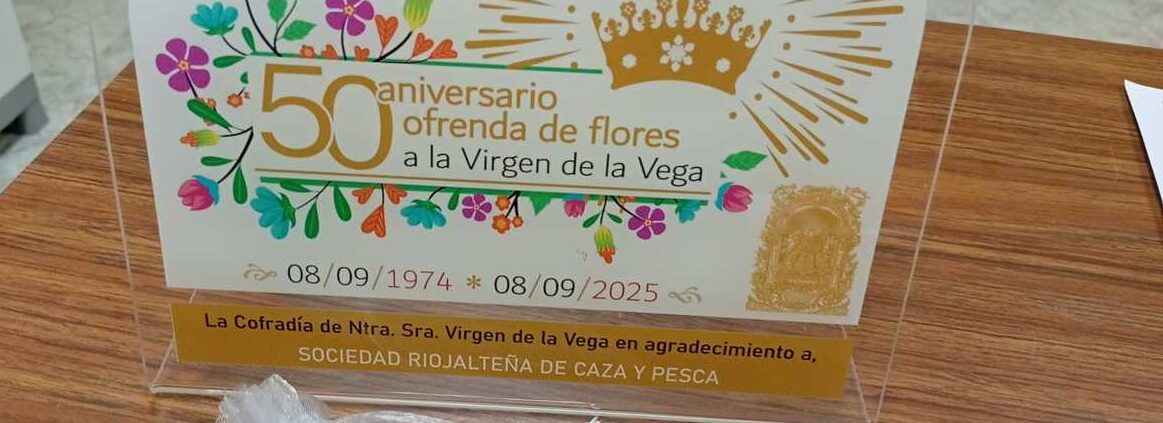 50 aniversario
ofrenda de flores
a la Virgen de la Vega
08/09/1974 * 08/09/2025
La Cofradía de Ntra. Sra. Virgen de la Vega en agradecimiento a,
SOCIEDAD RIOJALTEÑA DE CAZA Y PESCA